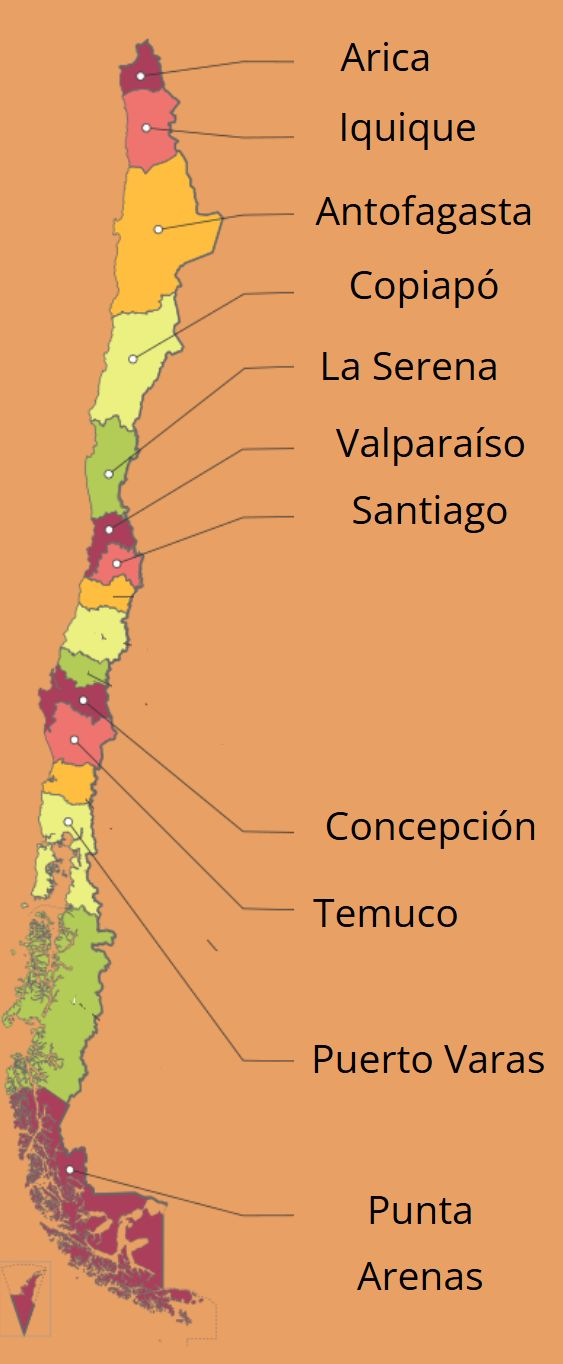 Arica
Iquique
Antofagasta
Copiapó
La Serena
Valparaíso
Santiago
Concepción
Temuco
Puerto Varas
Punta
Arenas